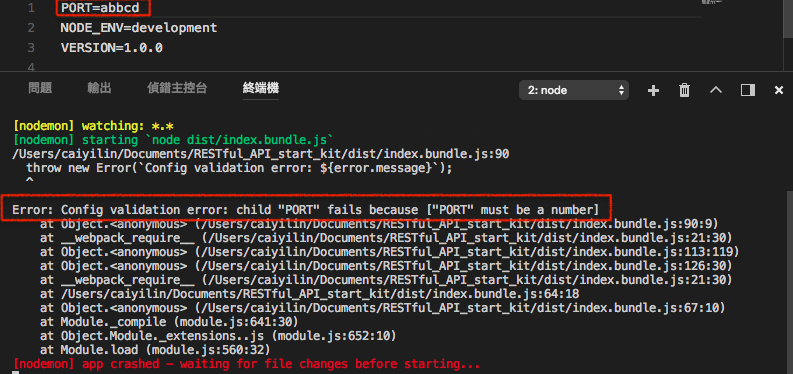 1 PORT=abbcd
2 NODE_ENV=development
3 VERSION=1.0.0
4
問題 輸出 偵錯主控台 終端機 2: node
[nodemon] watching: *.*
[nodemon] starting `node dist/index.bundle.js`
/Users/caiyilin/Documents/RESTful_API_start_kit/dist/index.bundle.js:90
throw new Error(`Config validation error: ${error.message}`);
^
Error: Config validation error: child "PORT" fails because ["PORT" must be a number]
at Object.<anonymous> (/Users/caiyilin/Documents/RESTful_API_start_kit/dist/index.bundle.js:90:9)
at __webpack_require__ (/Users/caiyilin/Documents/RESTful_API_start_kit/dist/index.bundle.js:21:30)
at Object.<anonymous> (/Users/caiyilin/Documents/RESTful_API_start_kit/dist/index.bundle.js:113:119)
at Object.<anonymous> (/Users/caiyilin/Documents/RESTful_API_start_kit/dist/index.bundle.js:126:30)
at __webpack_require__ (/Users/caiyilin/Documents/RESTful_API_start_kit/dist/index.bundle.js:21:30)
at /Users/caiyilin/Documents/RESTful_API_start_kit/dist/index.bundle.js:64:18
at Object.<anonymous> (/Users/caiyilin/Documents/RESTful_API_start_kit/dist/index.bundle.js:67:10)
at Module._compile (module.js:641:30)
at Object.Module._extensions..js (module.js:652:10)
at Module.load (module.js:560:32)
[nodemon] app crashed - waiting for file changes before starting...